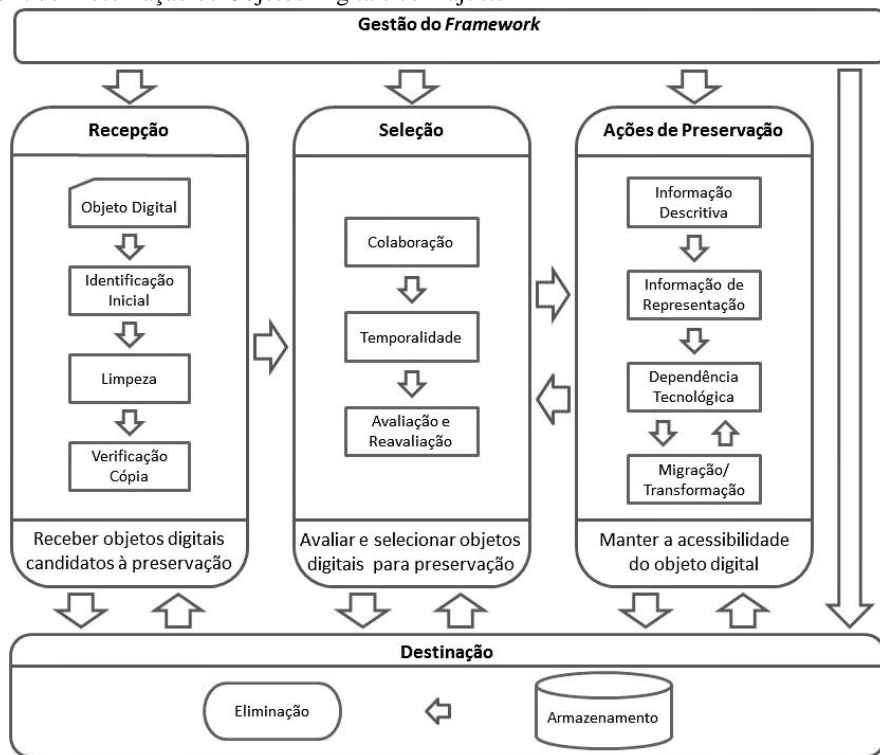 Gestão do Framework
Recepção
Objeto Digital
Identificação
Inicial
Limpeza
Verificação
Cópia
Receber objetos digitais
candidatos à preservação
Seleção
Colaboração
Temporalidade
Avaliação e
Reavaliação
Avaliar e selecionar objetos
digitais para preservação
Ações de Preservação
Informação
Descritiva
Informação de
Representação
Dependência
Tecnológica
Migração/
Transformação
Manter a acessibilidade
do objeto digital
Destinação
Eliminação
Armazenamento